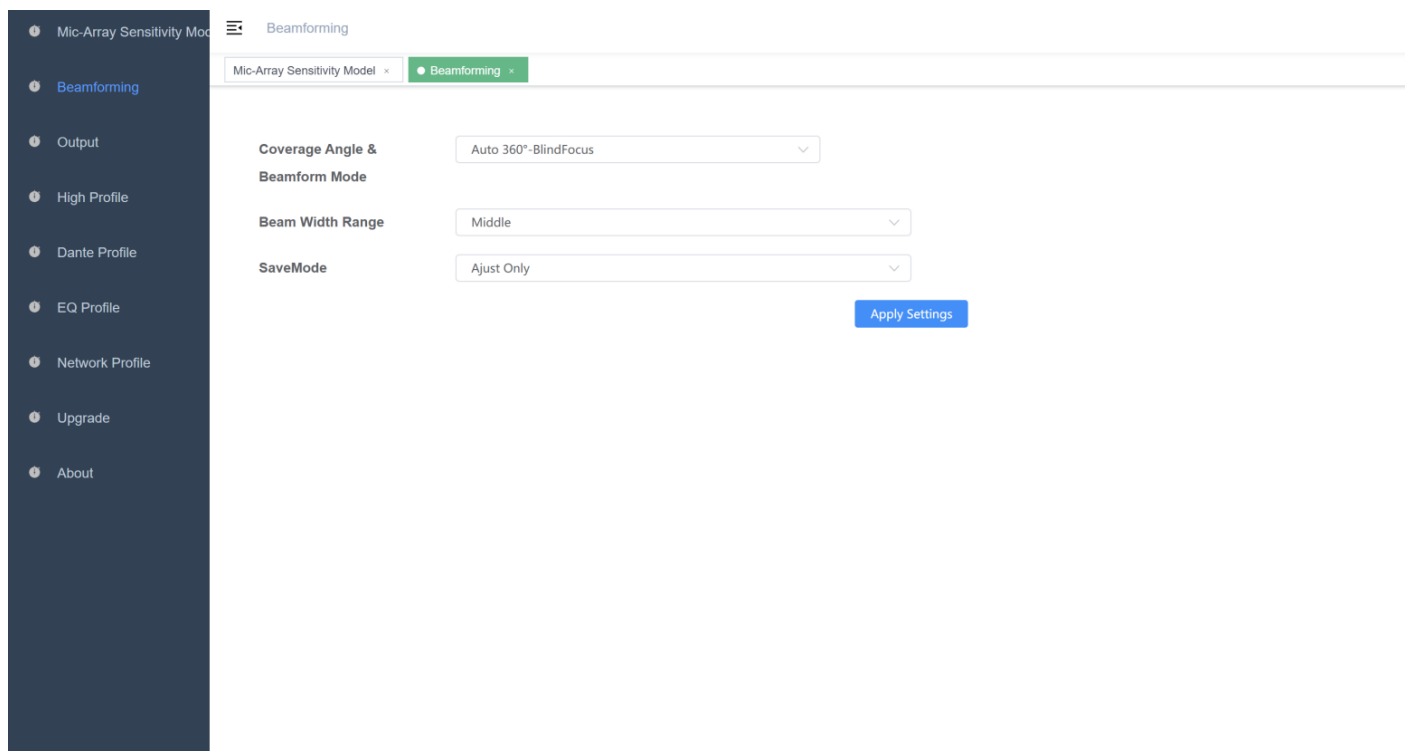 Mic-Array Sensitivity Mod
Beamforming
Output
High Profile
Dante Profile
EQ Profile
Network Profile
Upgrade
About
Beamforming
Mic-Array Sensitivity Model ×
Beamforming ×
Coverage Angle &
Beamform Mode
Auto 360°-BlindFocus
Beam Width Range
Middle
SaveMode
Ajust Only
Apply Settings